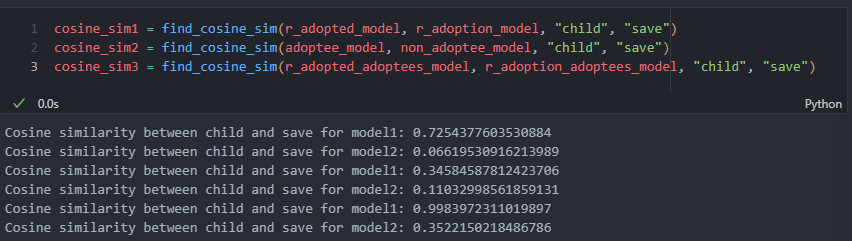 1 cosine_sim1 = find_cosine_sim(r_adopted_model, r_adoption_model, "child", "save")
2 cosine_sim2 = find_cosine_sim(adoptee_model, non_adoptee_model, "child", "save")
3 cosine_sim3 = find_cosine_sim(r_adopted_adoptees_model, r_adoption_adoptees_model, "child", "save")
✓ 0.0s Python
Cosine similarity between child and save for model1: 0.7254377603530884
Cosine similarity between child and save for model2: 0.06619530916213989
Cosine similarity between child and save for model1: 0.34584587812423706
Cosine similarity between child and save for model2: 0.11032998561859131
Cosine similarity between child and save for model1: 0.9983972311019897
Cosine similarity between child and save for model2: 0.3522150218486786